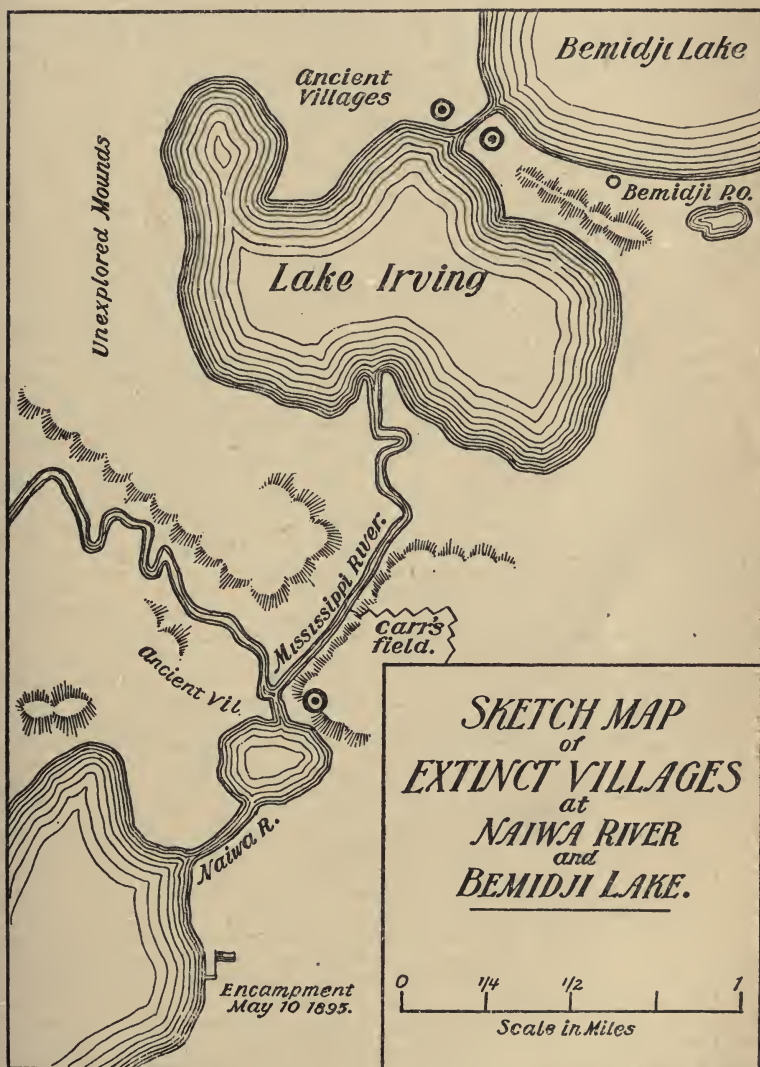 Bemidji Lake
Ancient
Villages
Bemidji P.O.
Unexplored Mounds
Lake Irving
Mississippi River.
Carr's
field.
Ancient Vil.
Naiwa R.
Encampment
May 10 1895.
SKETCH MAP
of
EXTINCT VILLAGES
at
NAIWA RIVER
and
BEMIDJI LAKE.
0 1/4 1/2 1
Scale in Miles